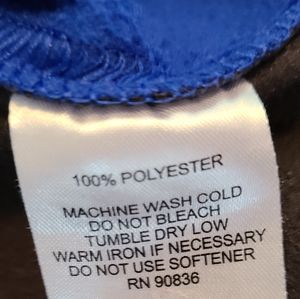 100% POLYESTER
MACHINE WASH COLD
DO NOT BLEACH
TUMBLE DRY LOW
WARM IRON IF NECESSARY
DO NOT USE SOFTENER
RN 90836